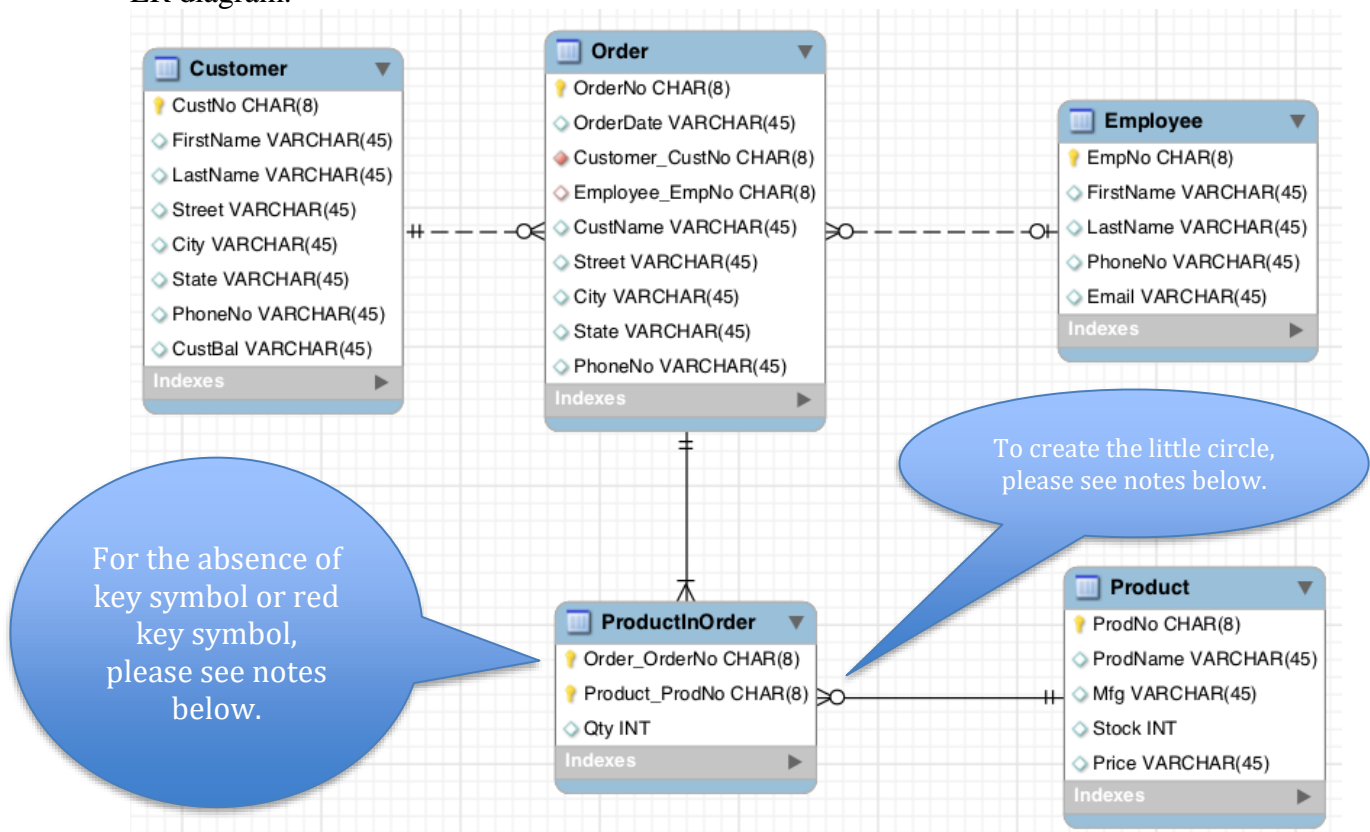 ER diagram.
Customer
CustNo CHAR(8)
FirstName VARCHAR(45)
LastName VARCHAR(45)
Street VARCHAR(45)
City VARCHAR(45)
State VARCHAR(45)
PhoneNo VARCHAR(45)
CustBal VARCHAR(45)
Indexes
Order
OrderNo CHAR(8)
OrderDate VARCHAR(45)
Customer_CustNo CHAR(8)
Employee_EmpNo CHAR(8)
CustName VARCHAR(45)
Street VARCHAR(45)
City VARCHAR(45)
State VARCHAR(45)
PhoneNo VARCHAR(45)
Indexes
Employee
EmpNo CHAR(8)
FirstName VARCHAR(45)
LastName VARCHAR(45)
PhoneNo VARCHAR(45)
Email VARCHAR(45)
Indexes
To create the little circle,
please see notes below.
For the absence of
key symbol or red
key symbol,
please see notes
below.
ProductInOrder
Order_OrderNo CHAR(8)
Product_ProdNo CHAR(8)
Qty INT
Indexes
Product
ProdNo CHAR(8)
ProdName VARCHAR(45)
Mfg VARCHAR(45)
Stock INT
Price VARCHAR(45)
Indexes